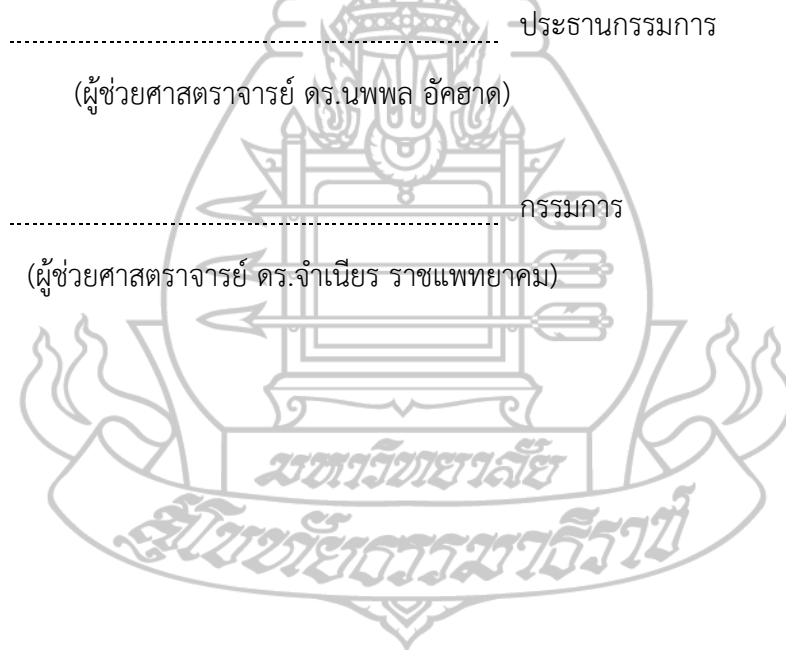 ประธานกรรมการ
(ผู้ช่วยศาสตราจารย์ ดร.นพพล อัคฮาด)
กรรมการ
(ผู้ช่วยศาสตราจารย์ ดร.จำเนียร ราชแพทยาคม)
มหาวิทยาลัย
สุโขทัยธรรมาธิราช